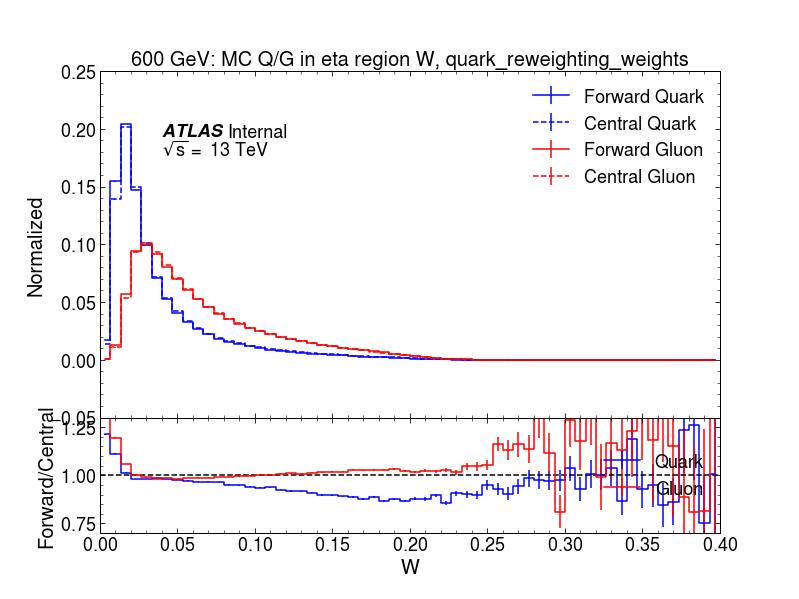 600 GeV: MC Q/G in eta region W, quark_reweighting_weights
0.25
0.20
0.15
0.10
0.05
0.00
0.05
Normalized
ATLAS Internal
√s = 13 TeV
Forward Quark
Central Quark
Forward Gluon
Central Gluon
1.25
1.00
0.75
Forward/Central
Quark
Gluon
0.00 0.05 0.10 0.15 0.20 0.25 0.30 0.35 0.40
W